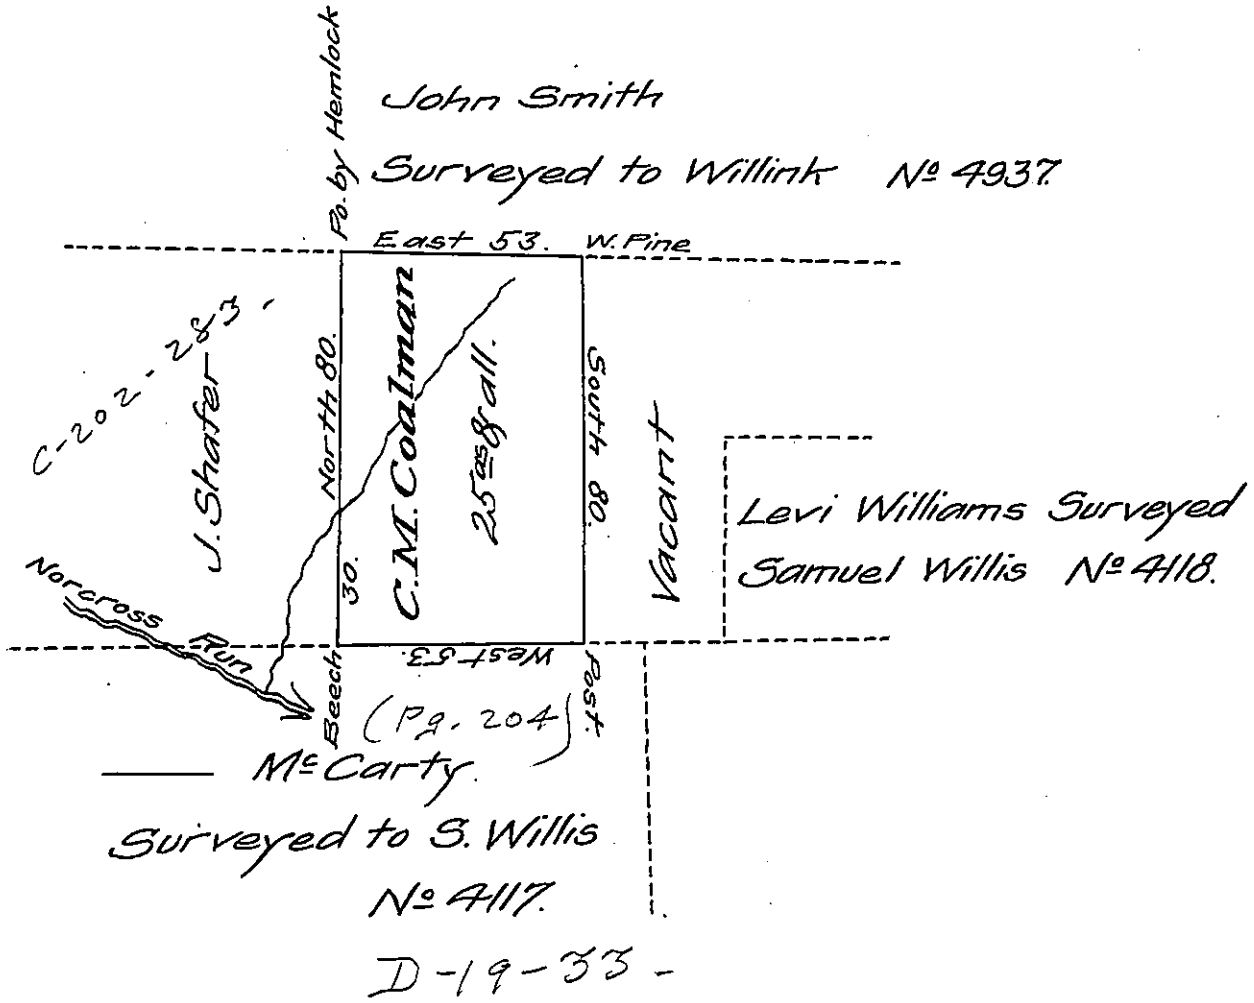 Po. by Hemlock
John Smith
Surveyed to Willink Nº 4937.
East 53. W. Pine
C-202-283.
J. Shafer
North 80.
30.
C. M. Coalman
25 as & all.
South 80.
Vacant
Levi Williams Surveyed
Samuel Willis Nº 4118.
Norcross Run
West 53.
Beech
Post.
(Pg. 204)
Mc Carty.
Surveyed to S. Willis
Nº 4117.
D-19-33-